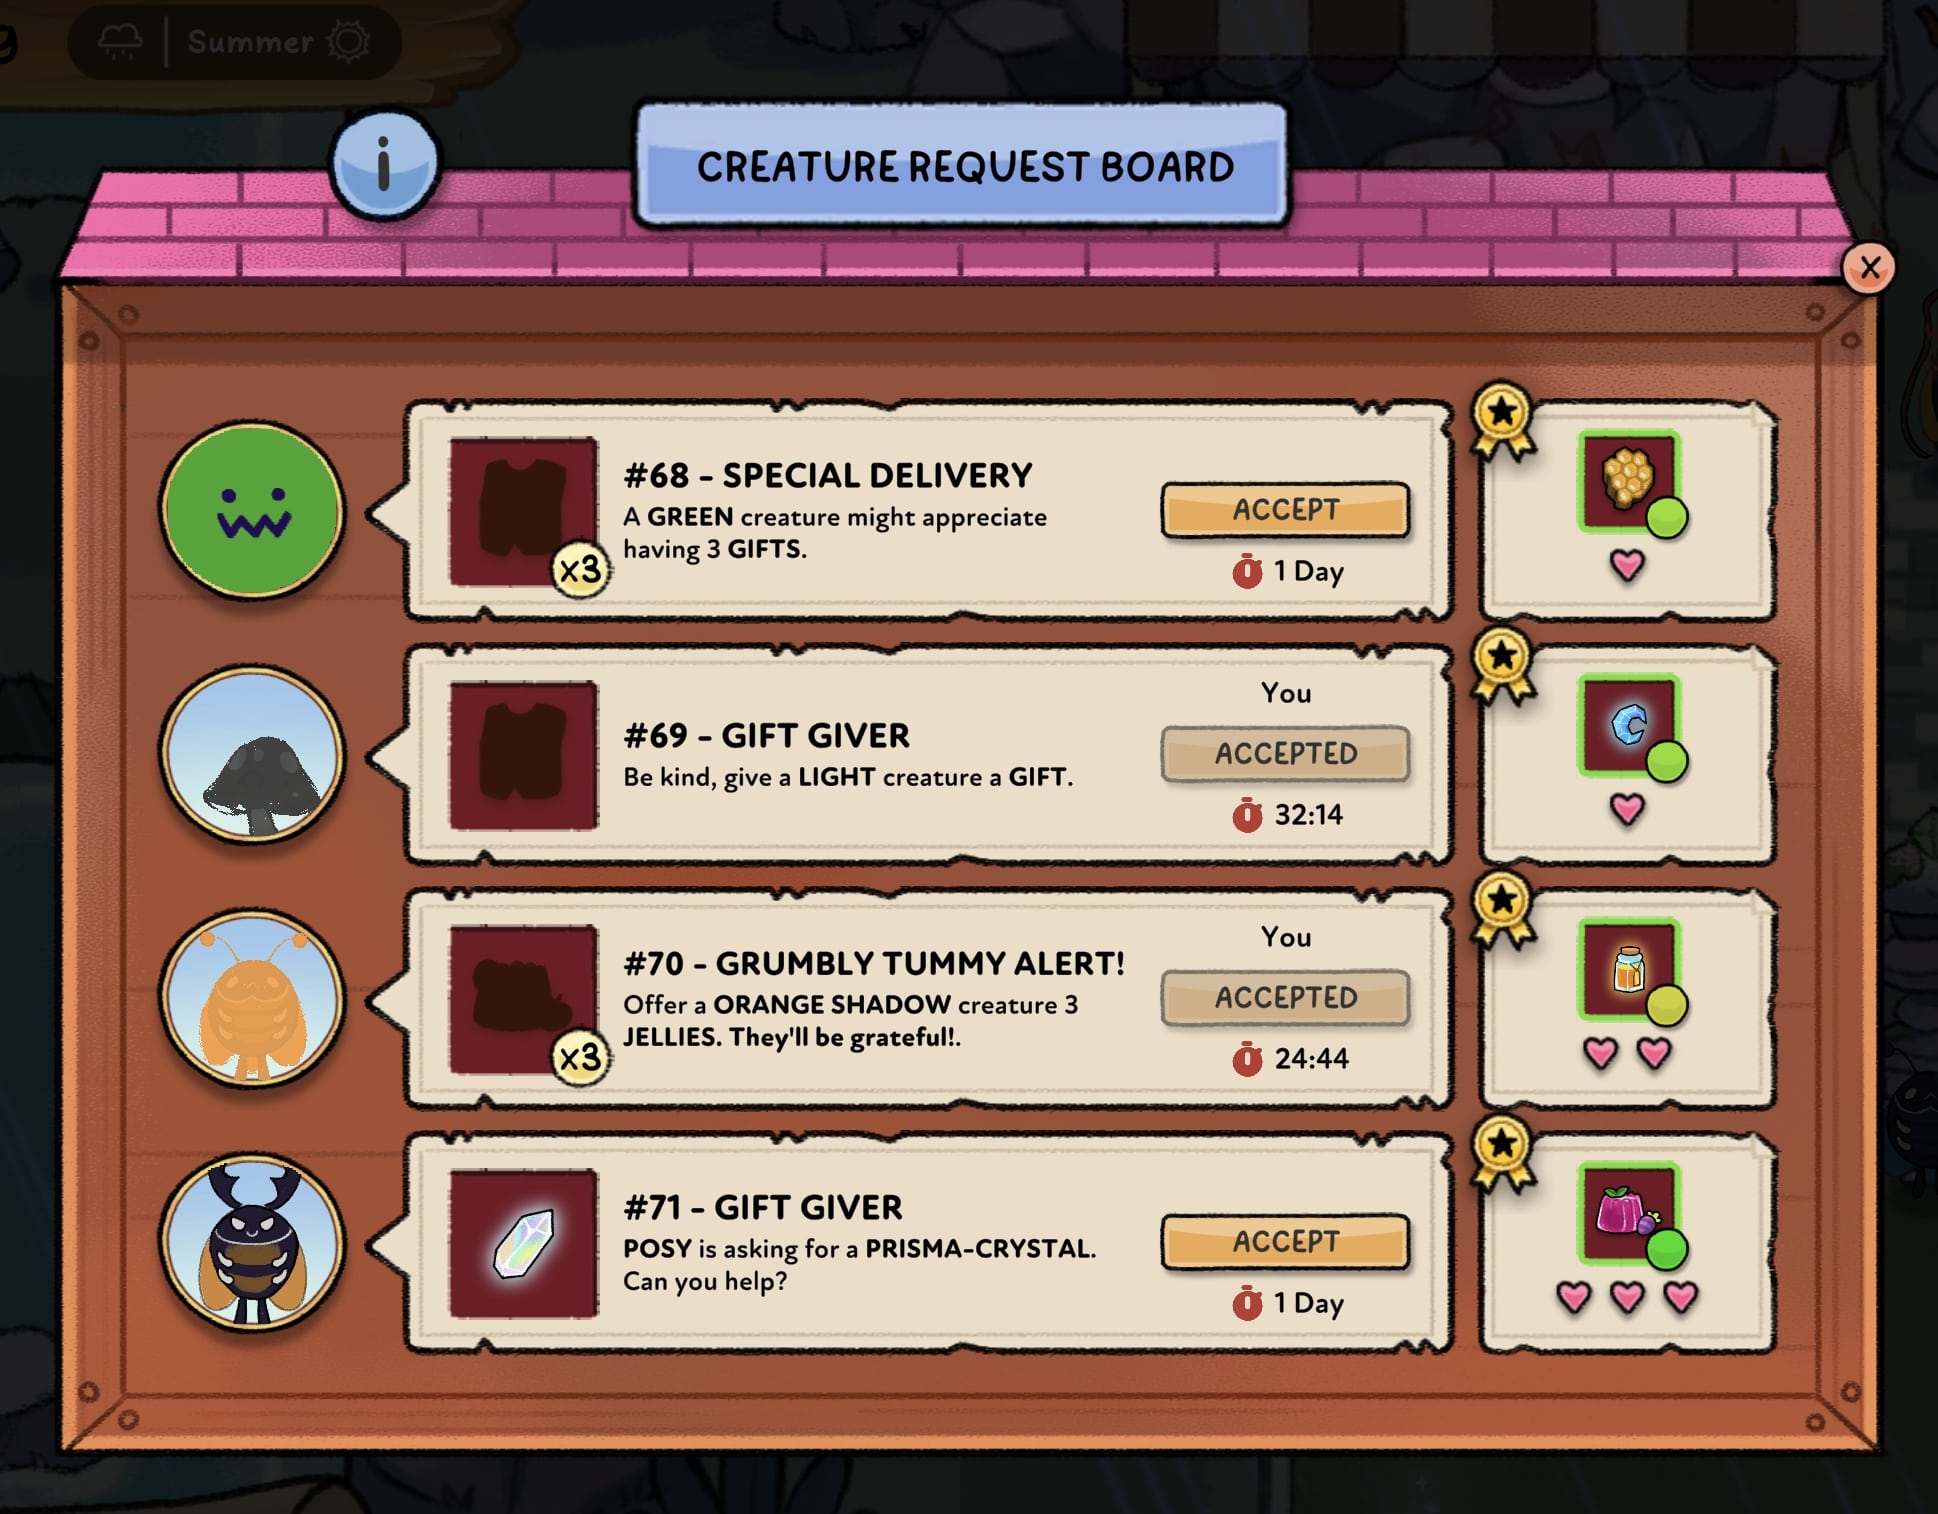 Summer
i
CREATURE REQUEST BOARD
X
#68 - SPECIAL DELIVERY
A GREEN creature might appreciate
having 3 GIFTS.
x3
ACCEPT
1 Day
#69 - GIFT GIVER
Be kind, give a LIGHT creature a GIFT.
You
ACCEPTED
32:14
#70 - GRUMBLY TUMMY ALERT!
Offer a ORANGE SHADOW creature 3
JELLIES. They'll be grateful!.
x3
You
ACCEPTED
24:44
#71 - GIFT GIVER
POSY is asking for a PRISMA-CRYSTAL.
Can you help?
ACCEPT
1 Day